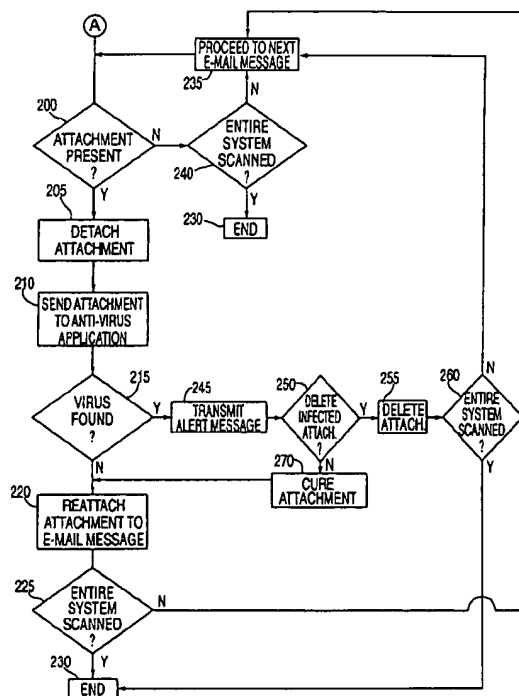 A
PROCEED TO NEXT
E-MAIL MESSAGE
235
200
ATTACHMENT
PRESENT
?
N
Y
ENTIRE
SYSTEM
SCANNED
?
240
N
Y
230
END
205
DETACH
ATTACHMENT
210
SEND ATTACHMENT
TO ANTI-VIRUS
APPLICATION
215
VIRUS
FOUND
?
Y
N
245
TRANSMIT
ALERT MESSAGE
250
DELETE
INFECTED
ATTACH.
?
Y
N
255
DELETE
ATTACH.
260
ENTIRE
SYSTEM
SCANNED
?
N
Y
270
CURE
ATTACHMENT
220
REATTACH
ATTACHMENT TO
E-MAIL MESSAGE
225
ENTIRE
SYSTEM
SCANNED
?
N
Y
230
END